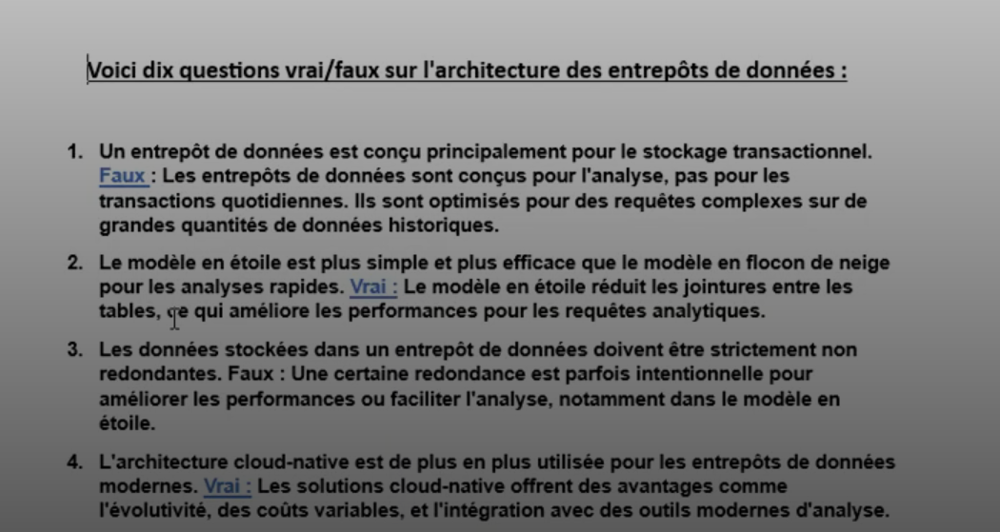 Voici dix questions vrai/faux sur l'architecture des entrepôts de données :
1. Un entrepôt de données est conçu principalement pour le stockage transactionnel.
Faux : Les entrepôts de données sont conçus pour l'analyse, pas pour les
transactions quotidiennes. Ils sont optimisés pour des requêtes complexes sur de
grandes quantités de données historiques.
2. Le modèle en étoile est plus simple et plus efficace que le modèle en flocon de neige
pour les analyses rapides. Vrai : Le modèle en étoile réduit les jointures entre les
tables, ce qui améliore les performances pour les requêtes analytiques.
3. Les données stockées dans un entrepôt de données doivent être strictement non
redondantes. Faux : Une certaine redondance est parfois intentionnelle pour
améliorer les performances ou faciliter l'analyse, notamment dans le modèle en
étoile.
4. L'architecture cloud-native est de plus en plus utilisée pour les entrepôts de données
modernes. Vrai : Les solutions cloud-native offrent des avantages comme
l'évolutivité, des coûts variables, et l'intégration avec des outils modernes d'analyse.